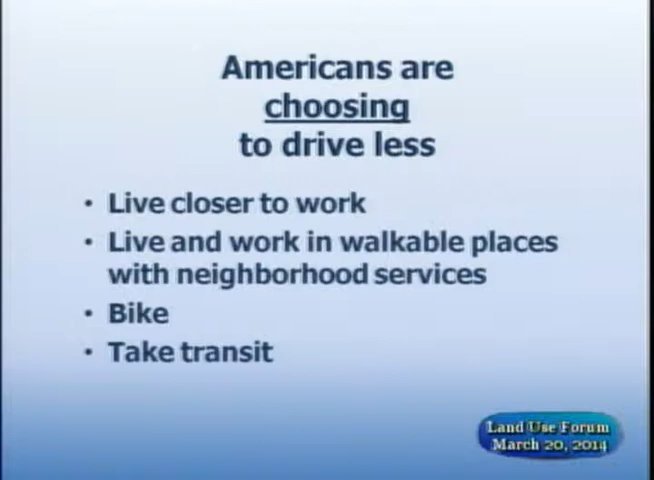 Americans are
choosing
to drive less
• Live closer to work
• Live and work in walkable places
with neighborhood services
• Bike
• Take transit
Land Use Forum
March 20, 2014